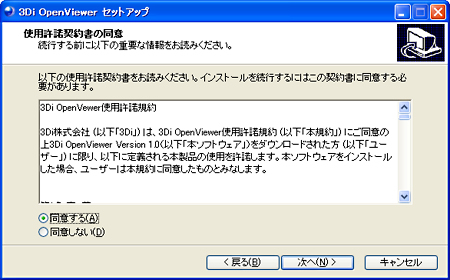 3Di OpenViewer セットアップ
使用許諾契約書の同意
続行する前に以下の重要な情報をお読みください。
以下の使用許諾契約書をお読みください。インストールを続行するにはこの契約書に同意する必
要があります。
3Di OpenViewer使用許諾規約
3Di株式会社 (以下「3Di」) は、3Di OpenViewer使用許諾規約 (以下「本規約」) にご同意の
上3Di OpenViewer Version 1.0(以下「本ソフトウェア」)をダウンロードされた方 (以下「ユ
ーザー」) に限り、以下に定義される本製品の使用を許諾します。本ソフトウェアをインストール
した場合、ユーザーは本規約に同意したものとみなします。
同意する(A)
同意しない(D)
< 戻る(B)
次へ(N) >
キャンセル